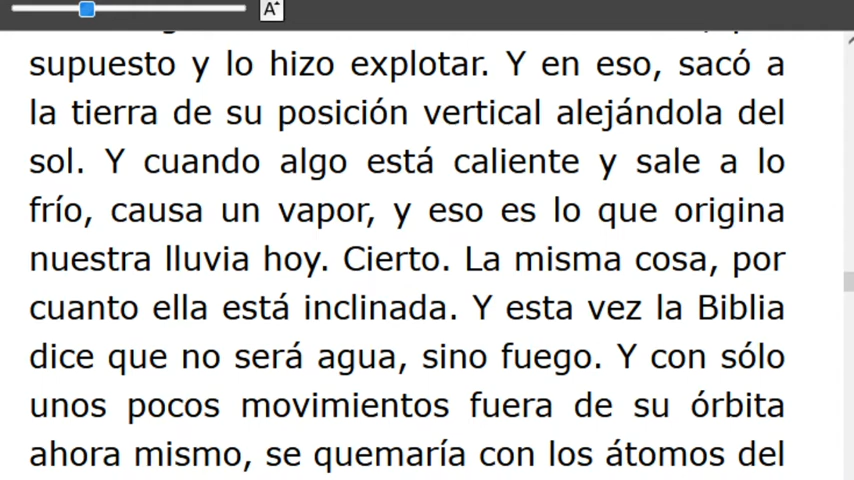 A
supuesto y lo hizo explotar. Y en eso, sacó a
la tierra de su posición vertical alejándola del
sol. Y cuando algo está caliente y sale a lo
frío, causa un vapor, y eso es lo que origina
nuestra lluvia hoy. Cierto. La misma cosa, por
cuanto ella está inclinada. Y esta vez la Biblia
dice que no será agua, sino fuego. Y con sólo
unos pocos movimientos fuera de su órbita
ahora mismo, se quemaría con los átomos del